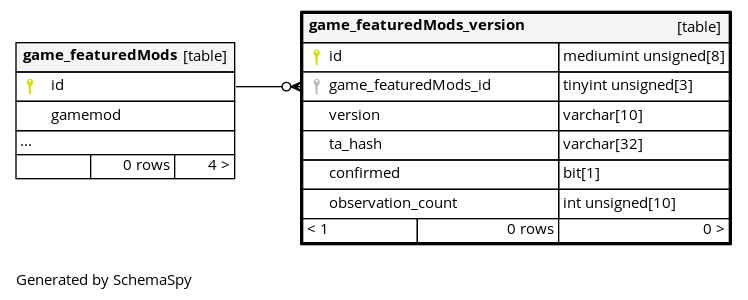 game_featuredMods [table]
id
gamemod
...
0 rows 4 >
game_featuredMods_version [table]
id mediumint unsigned[8]
game_featuredMods_id tinyint unsigned[3]
version varchar[10]
ta_hash varchar[32]
confirmed bit[1]
observation_count int unsigned[10]
< 1 0 rows 0 >
Generated by SchemaSpy